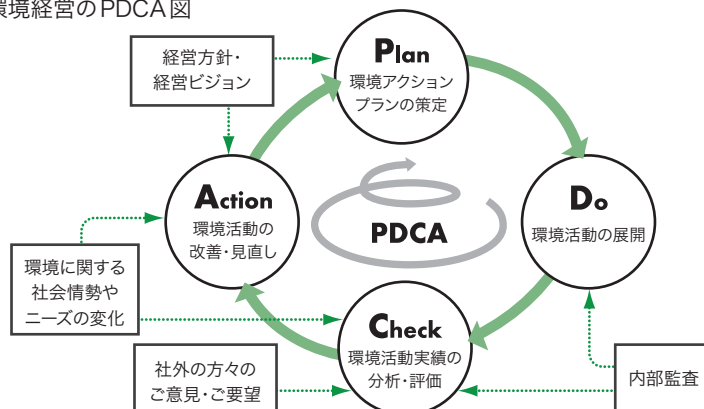 環境経営のPDCA図
経営方針・
経営ビジョン
Plan
環境アクション
プランの策定
Action
環境活動の
改善・見直し
PDCA
Do
環境活動の展開
環境に関する
社会情勢や
ニーズの変化
Check
環境活動実績の
分析・評価
社外の方々の
ご意見・ご要望
内部監査